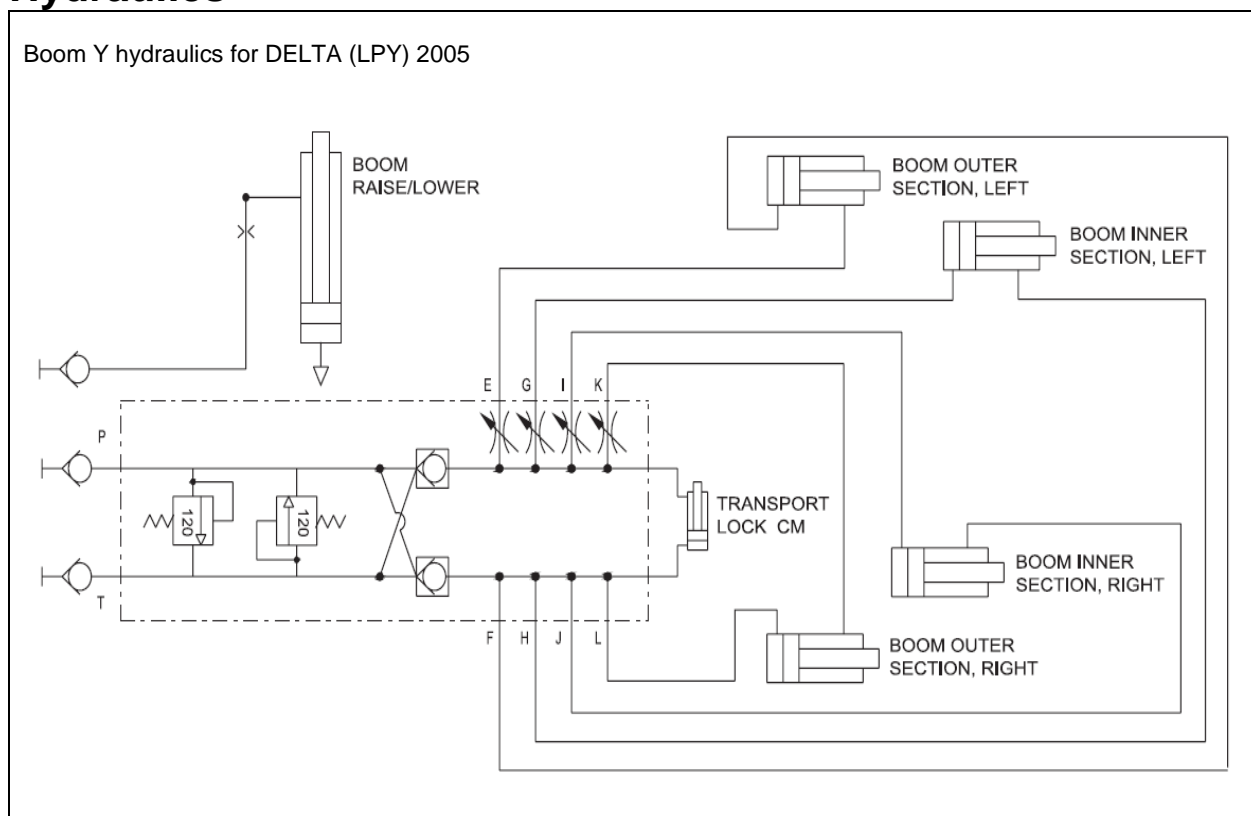 Hydraulics
Boom Y hydraulics for DELTA (LPY) 2005
BOOM
RAISE/LOWER
BOOM OUTER
SECTION, LEFT
BOOM INNER
SECTION, LEFT
E G I K
P
120
120
TRANSPORT
LOCK CM
T
BOOM INNER
SECTION, RIGHT
F H J L
BOOM OUTER
SECTION, RIGHT